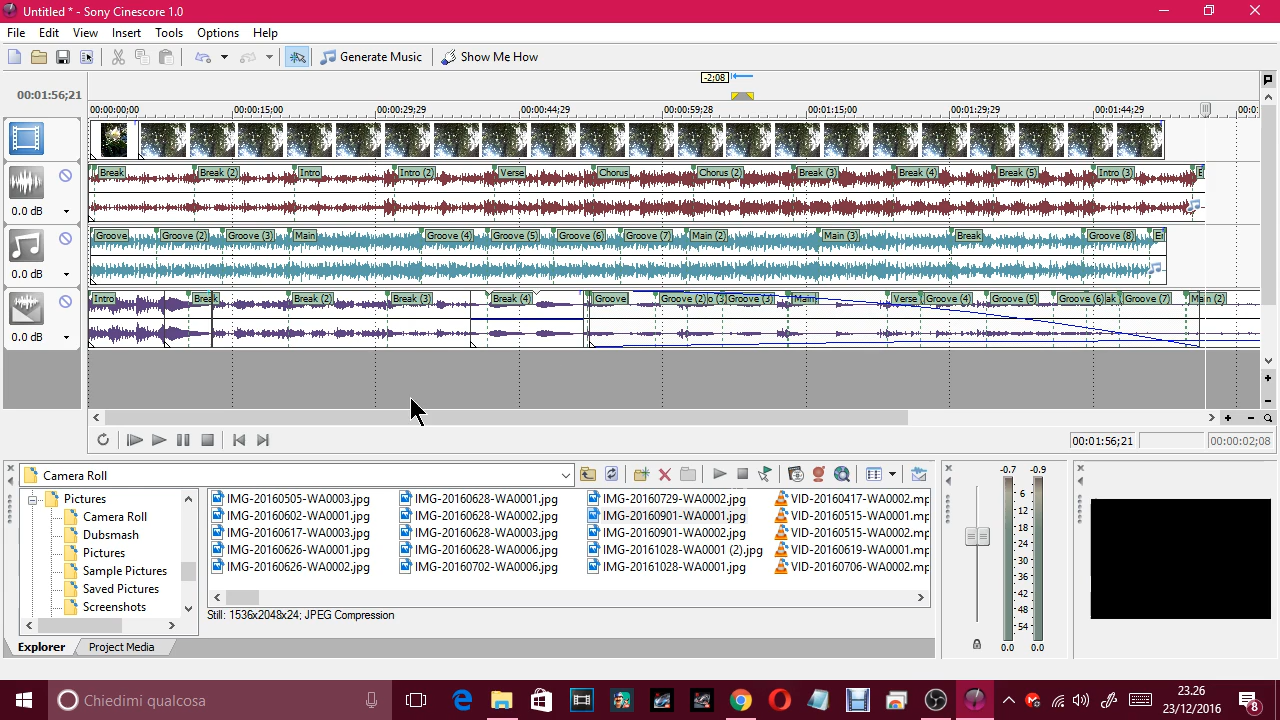 Untitled * - Sony Cinescore 1.0
File Edit View Insert Tools Options Help
Generate Music Show Me How
-2:08
00:01:56;21
00:00:00:00 00:00:15:00 00:00:29:29 00:00:44:29 00:00:59:28 00:01:15:00 00:01:29:29 00:01:44:29 00:0
Break Break (2) Intro Intro (2) Verse Chorus Chorus (2) Break (3) Break (4) Break (5) Intro (3)
0.0 dB
Groove Groove (2) Groove (3) Main Groove (4) Groove (5) Groove (6) Groove (7) Main (2) Main (3) Break Groove (8)
0.0 dB
Intro Break Break (2) Break (3) Break (4) Groove Groove (2) Groove (3) Main Verse Groove (4) Groove (5) Groove (6) Groove (7) Main (2)
0.0 dB
00:01:56;21 00:00:02;08
Camera Roll
Pictures
Camera Roll
Dubsmash
Pictures
Sample Pictures
Saved Pictures
Screenshots
IMG-20160505-WA0003.jpg IMG-20160628-WA0001.jpg IMG-20160729-WA0002.jpg VID-20160417-WA0002.mp
IMG-20160602-WA0001.jpg IMG-20160628-WA0002.jpg IMG-20160901-WA0001.jpg VID-20160515-WA0001.mp
IMG-20160617-WA0003.jpg IMG-20160628-WA0003.jpg IMG-20160901-WA0002.jpg VID-20160515-WA0002.mp
IMG-20160626-WA0001.jpg IMG-20160628-WA0006.jpg IMG-20161028-WA0001 (2).jpg VID-20160619-WA0001.mp
IMG-20160626-WA0002.jpg IMG-20160702-WA0006.jpg IMG-20161028-WA0001.jpg VID-20160706-WA0002.mp
Still: 1536x2048x24; JPEG Compression
Explorer Project Media
-0.7 -0.9
6
12
18
24
30
36
42
48
54
0.0 0.0
Chiedimi qualcosa
23.26
23/12/2016
8